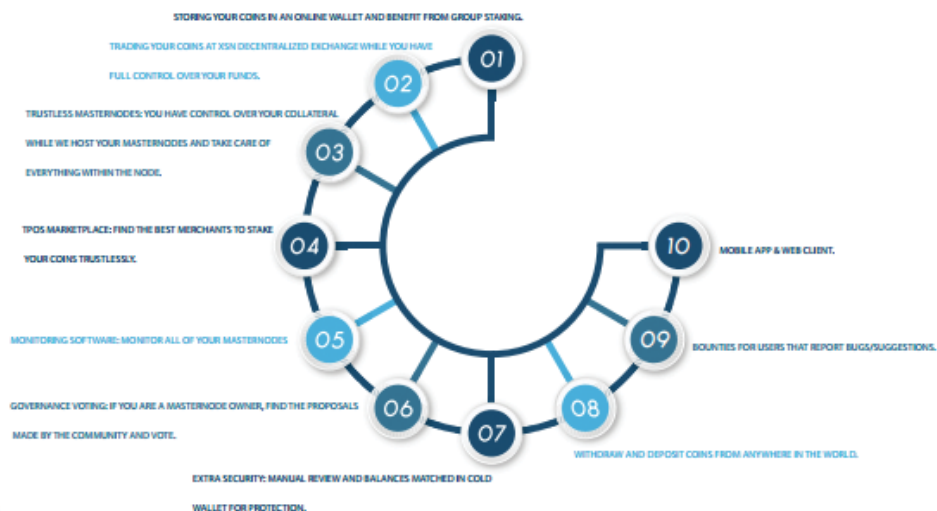 STORING YOUR COINS IN AN ONLINE WALLET AND BENEFIT FROM GROUP STAKING.
01
TRADING YOUR COINS AT XSN DECENTRALIZED EXCHANGE WHILE YOU HAVE
FULL CONTROL OVER YOUR FUNDS.
02
TRUSTLESS MASTERNODES: YOU HAVE CONTROL OVER YOUR COLLATERAL
WHILE WE HOST YOUR MASTERNODES AND TAKE CARE OF
EVERYTHING WITHIN THE NODE.
03
TPOS MARKETPLACE: FIND THE BEST MERCHANTS TO STAKE
YOUR COINS TRUSTLESSLY.
04
MONITORING SOFTWARE: MONITOR ALL OF YOUR MASTERNODES
05
GOVERNANCE VOTING: IF YOU ARE A MASTERNODE OWNER, FIND THE PROPOSALS
MADE BY THE COMMUNITY AND VOTE.
06
07
EXTRA SECURITY: MANUAL REVIEW AND BALANCES MATCHED IN COLD
WALLET FOR PROTECTION.
08
WITHDRAW AND DEPOSIT COINS FROM ANYWHERE IN THE WORLD.
09
BOUNTIES FOR USERS THAT REPORT BUGS/SUGGESTIONS.
10
MOBILE APP & WEB CLIENT.